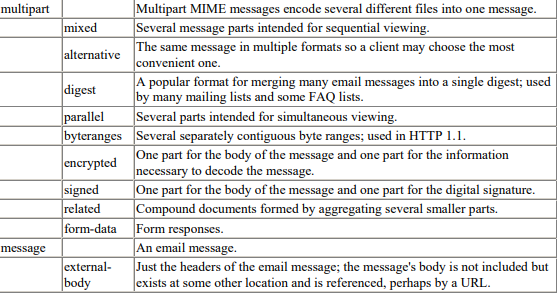 multipart Multipart MIME messages encode several different files into one message.
mixed Several message parts intended for sequential viewing.
alternative The same message in multiple formats so a client may choose the most
convenient one.
digest A popular format for merging many email messages into a single digest; used
by many mailing lists and some FAQ lists.
parallel Several parts intended for simultaneous viewing.
byteranges Several separately contiguous byte ranges; used in HTTP 1.1.
encrypted One part for the body of the message and one part for the information
necessary to decode the message.
signed One part for the body of the message and one part for the digital signature.
related Compound documents formed by aggregating several smaller parts.
form-data Form responses.
message An email message.
external-
body
Just the headers of the email message; the message's body is not included but
exists at some other location and is referenced, perhaps by a URL.